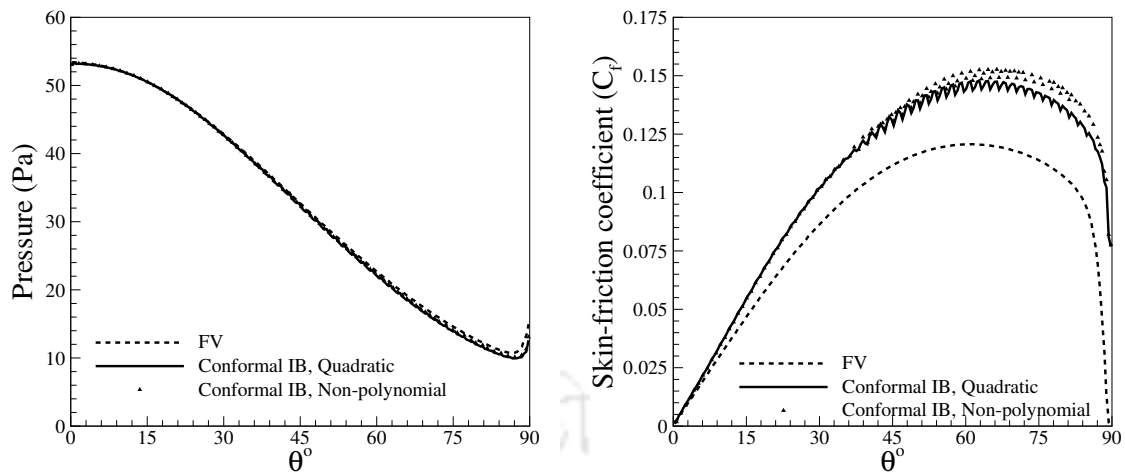 60
50
40
30
20
10
0
Pressure (Pa)
FV
Conformal IB, Quadratic
Conformal IB, Non-polynomial
0 15 30 45 60 75 90
θ°
0.175
0.15
0.125
0.1
0.075
0.05
0.025
0
Skin-friction coefficient (C_f)
FV
Conformal IB, Quadratic
Conformal IB, Non-polynomial
0 15 30 45 60 75 90
θ°